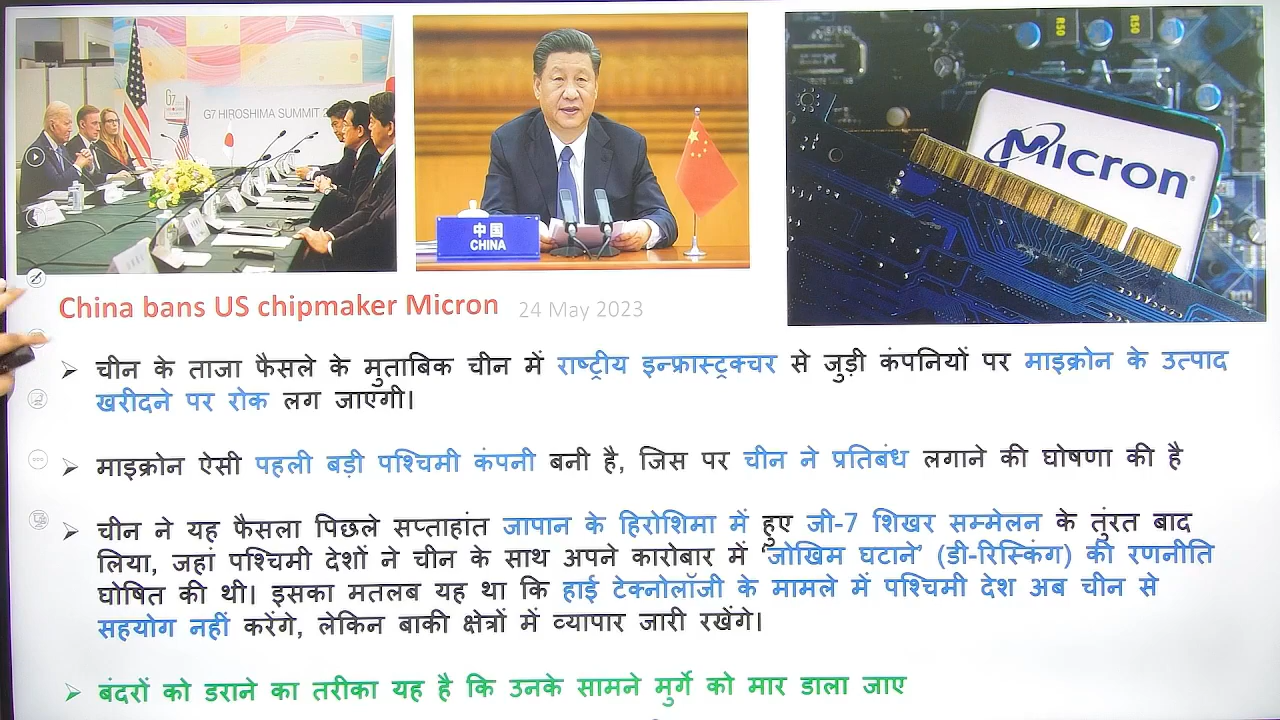 G7 HIROSHIMA SUMMIT
中国
CHINA
Micron
R50
R50
China bans US chipmaker Micron 24 May 2023
➤ चीन के ताजा फैसले के मुताबिक चीन में राष्ट्रीय इन्फ्रास्ट्रक्चर से जुड़ी कंपनियों पर माइक्रोन के उत्पाद
खरीदने पर रोक लग जाएगी।
➤ माइक्रोन ऐसी पहली बड़ी पश्चिमी कंपनी बनी है, जिस पर चीन ने प्रतिबंध लगाने की घोषणा की है
➤ चीन ने यह फैसला पिछले सप्ताहांत जापान के हिरोशिमा में हुए जी-7 शिखर सम्मेलन के तुंरत बाद
लिया, जहां पश्चिमी देशों ने चीन के साथ अपने कारोबार में ‘जोखिम घटाने’ (डी-रिस्किंग) की रणनीति
घोषित की थी। इसका मतलब यह था कि हाई टेक्नोलॉजी के मामले में पश्चिमी देश अब चीन से
सहयोग नहीं करेंगे, लेकिन बाकी क्षेत्रों में व्यापार जारी रखेंगे।
➤ बंदरों को डराने का तरीका यह है कि उनके सामने मुर्गे को मार डाला जाए